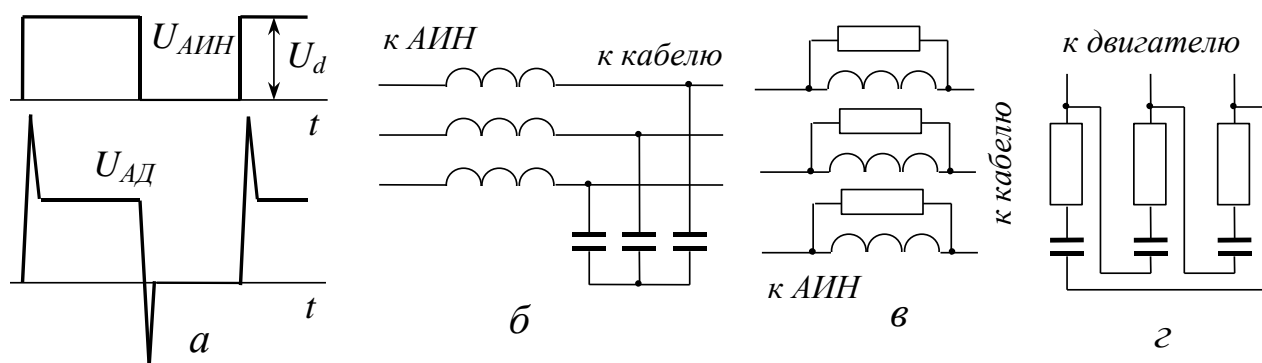 U_АИН
U_d
t
U_АД
t
а
к АИН
к кабелю
б
к кабелю
к АИН
в
к двигателю
г